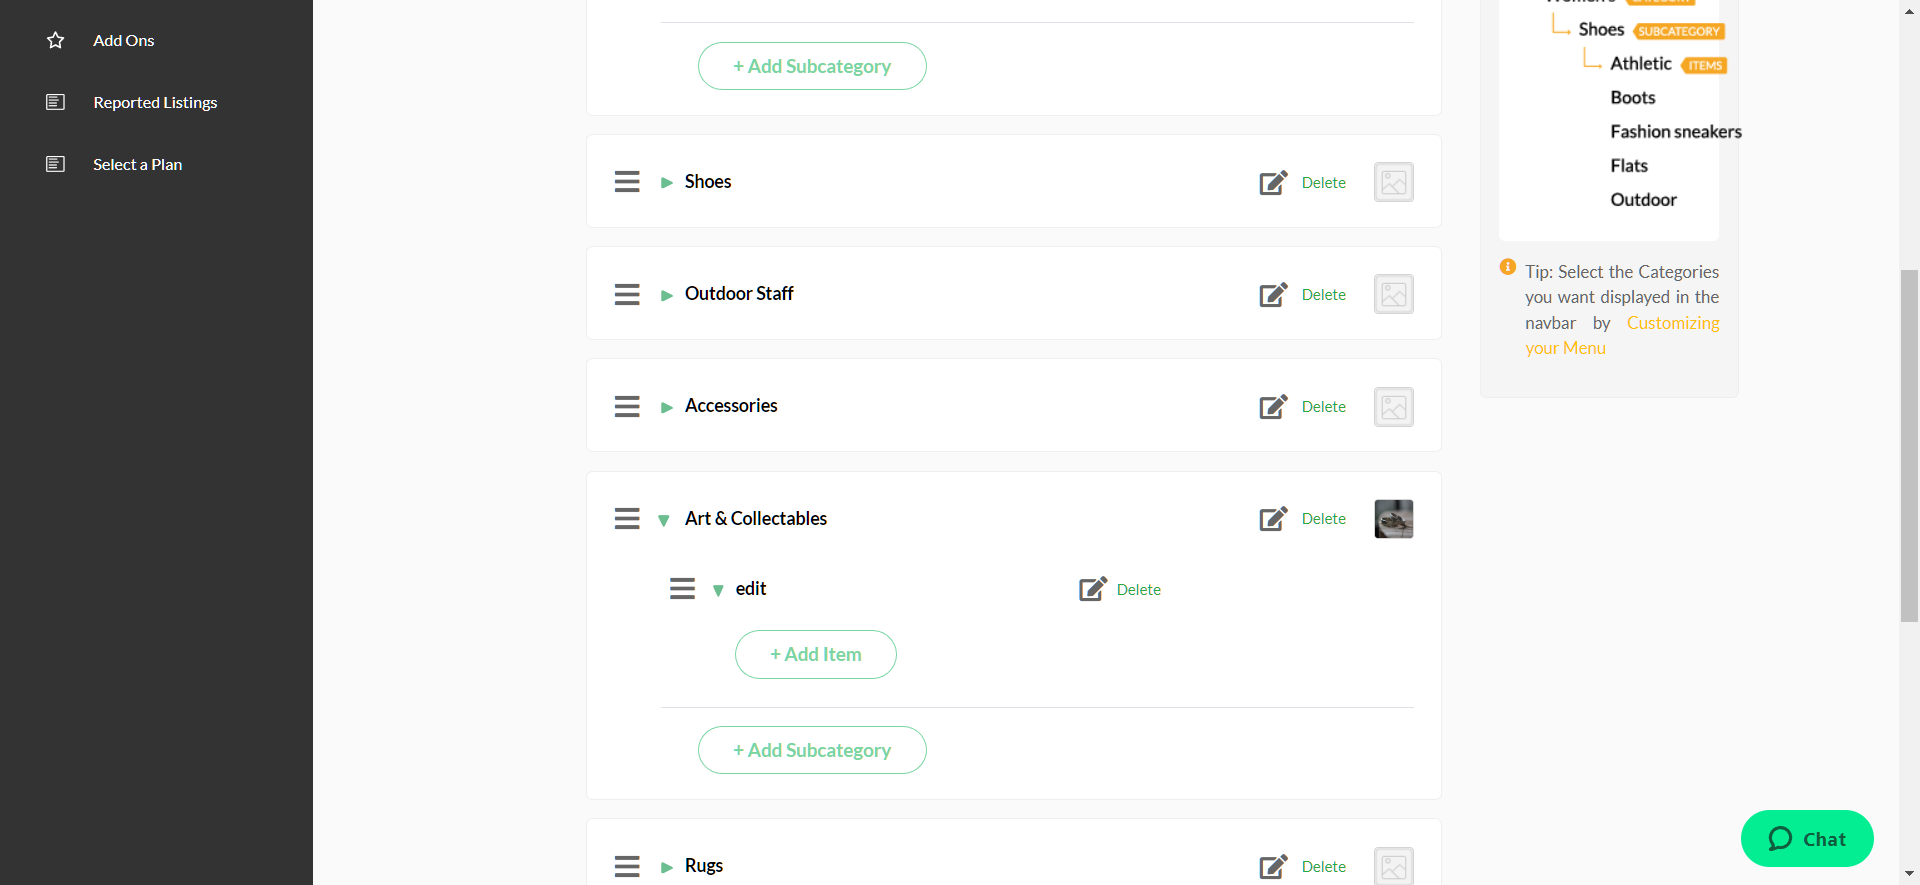 Add Ons
Reported Listings
Select a Plan
+ Add Subcategory
Shoes
Delete
Outdoor Staff
Delete
Accessories
Delete
Art & Collectables
Delete
edit
Delete
+ Add Item
+ Add Subcategory
Rugs
Delete
Shoes SUBCATEGORY
Athletic ITEMS
Boots
Fashion sneakers
Flats
Outdoor
Tip: Select the Categories
you want displayed in the
navbar by Customizing
your Menu
Chat